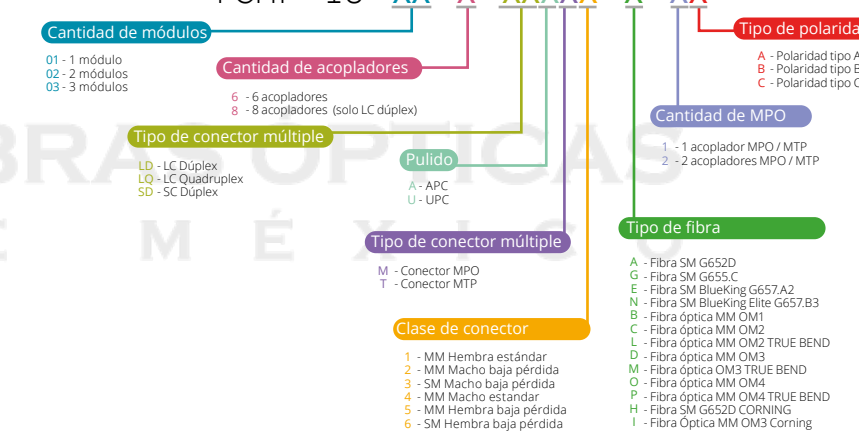 Cantidad de módulos
01 - 1 módulo
02 - 2 módulos
03 - 3 módulos
Cantidad de acopladores
6 - 6 acopladores
8 - 8 acopladores (solo LC dúplex)
Tipo de conector múltiple
LD - LC Dúplex
LQ - LC Quadruplex
SD - SC Dúplex
Pulido
A - APC
U - UPC
Tipo de conector múltiple
M - Conector MPO
T - Conector MTP
Clase de conector
1 - MM Hembra estándar
2 - MM Macho baja pérdida
3 - SM Macho baja pérdida
4 - MM Macho estandar
5 - MM Hembra baja pérdida
6 - SM Hembra baja pérdida
Tipo de polarida
A - Polaridad tipo A
B - Polaridad tipo B
C - Polaridad tipo C
Cantidad de MPO
1 - 1 acoplador MPO / MTP
2 - 2 acopladores MPO / MTP
Tipo de fibra
A - Fibra SM G652D
G - Fibra SM G655.C
E - Fibra SM BlueKing G657.A2
N - Fibra SM BlueKing Elite G657.B3
B - Fibra óptica MM OM1
C - Fibra óptica MM OM2
L - Fibra óptica MM OM2 TRUE BEND
D - Fibra óptica MM OM3
M - Fibra óptica OM3 TRUE BEND
O - Fibra óptica MM OM4
P - Fibra óptica MM OM4 TRUE BEND
H - Fibra SM G652D CORNING
I - Fibra Óptica MM OM3 Corning
BRAS ÓPTICAS
MÉXICO